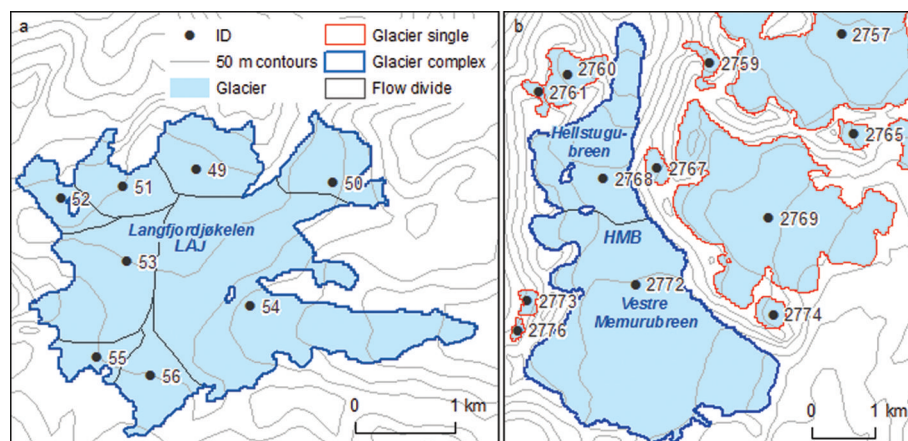 a
ID
50 m contours
Glacier
Glacier single
Glacier complex
Flow divide
49
51
50
52
Langfjordjøkelen
LAJ
53
54
55
56
0 1 km
b
2757
2760
2759
2761
Hellstugu-
breen
2765
2767
2768
2769
HMB
2772
2773
Vestre
Memurubreen
2774
2776
0 1 km